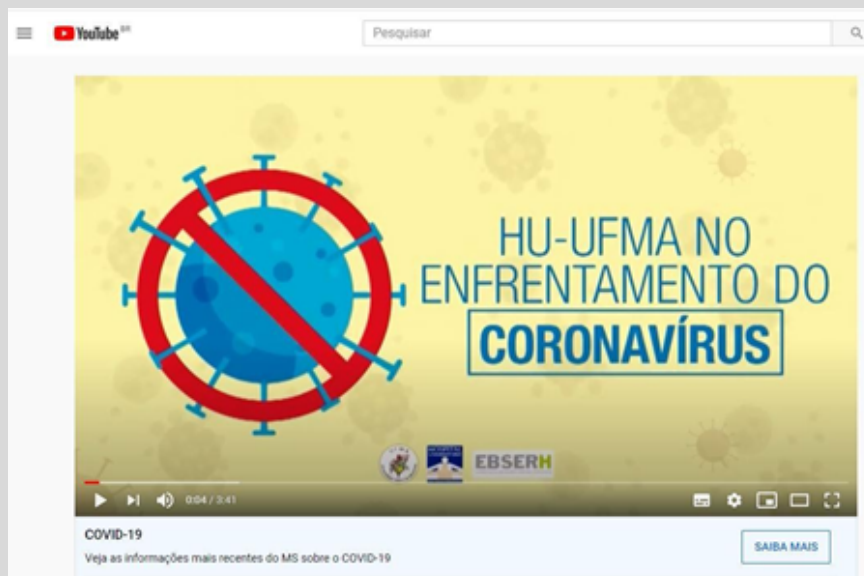 YouTube BR
Pesquisar
HU-UFMA NO
ENFRENTAMENTO DO
CORONAVÍRUS
EBSERH
0:04 / 3:41
COVID-19
Veja as informações mais recentes do MS sobre o COVID-19
SAIBA MAIS